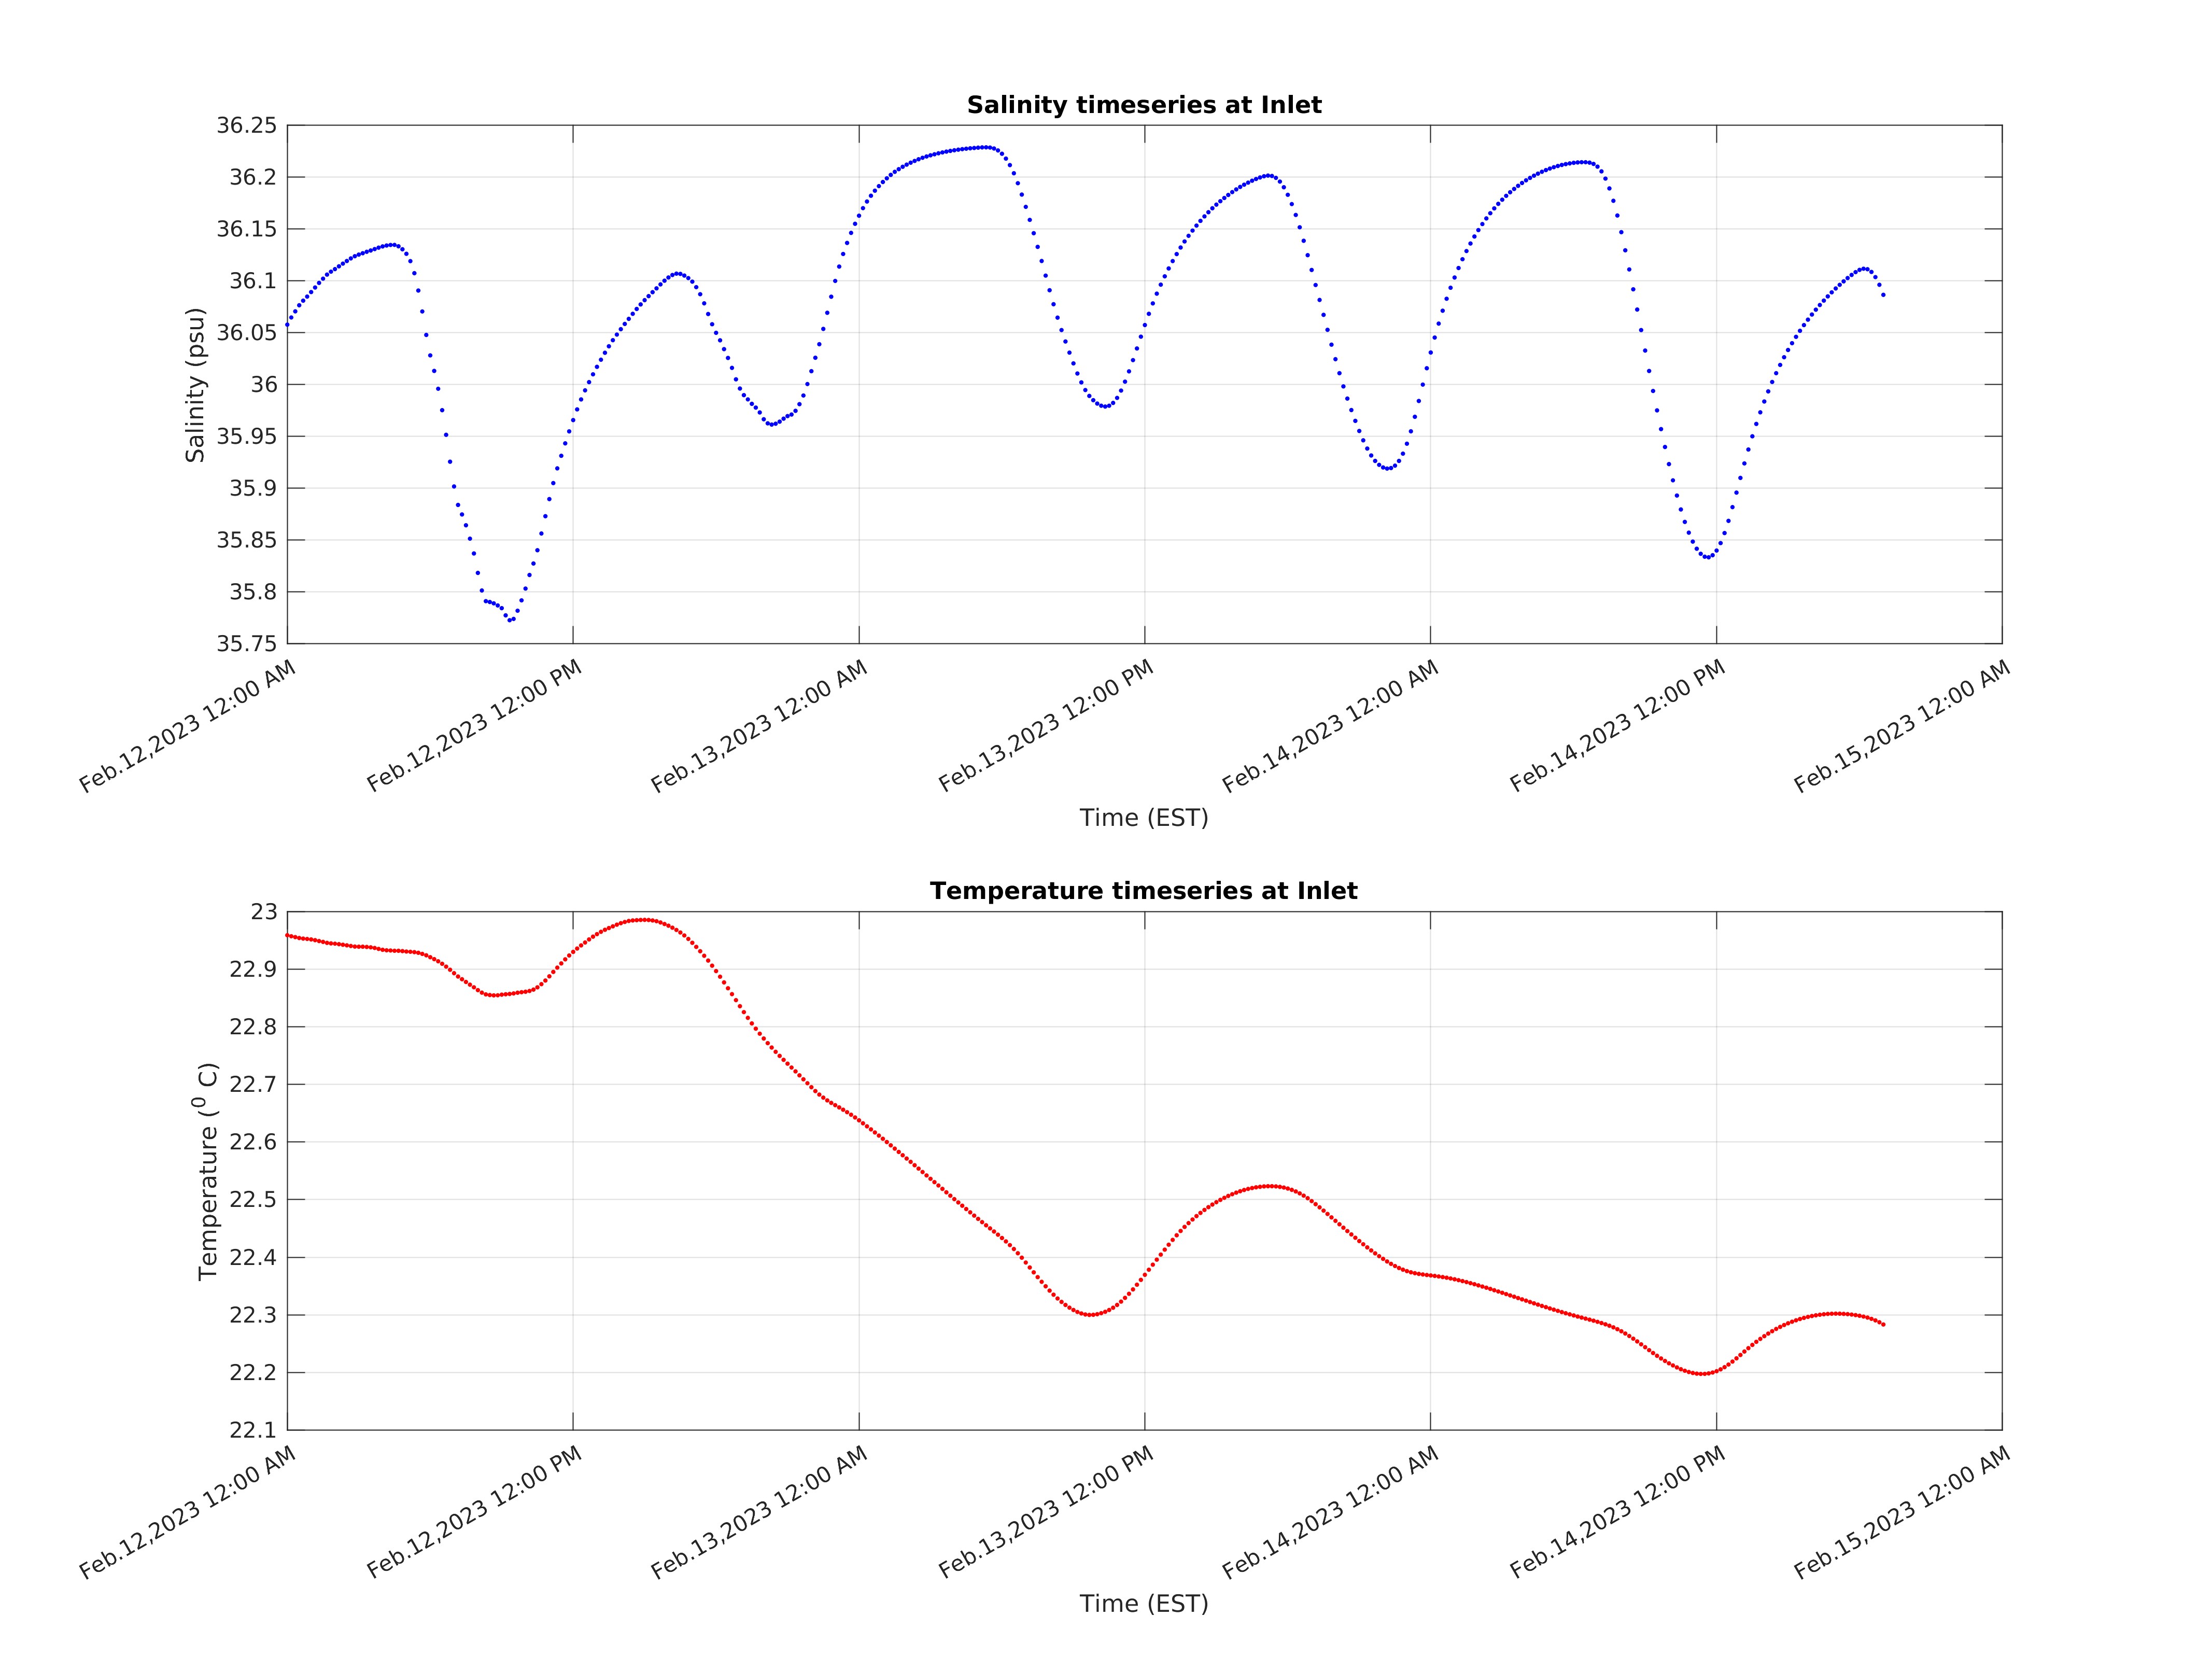 Salinity timeseries at Inlet
36.25
36.2
36.15
36.1
36.05
36
35.95
35.9
35.85
35.8
35.75
Salinity (psu)
Feb.12,2023 12:00 AM
Feb.12,2023 12:00 PM
Feb.13,2023 12:00 AM
Feb.13,2023 12:00 PM
Feb.14,2023 12:00 AM
Feb.14,2023 12:00 PM
Feb.15,2023 12:00 AM
Time (EST)
Temperature timeseries at Inlet
23
22.9
22.8
22.7
22.6
22.5
22.4
22.3
22.2
22.1
Temperature (⁰ C)
Feb.12,2023 12:00 AM
Feb.12,2023 12:00 PM
Feb.13,2023 12:00 AM
Feb.13,2023 12:00 PM
Feb.14,2023 12:00 AM
Feb.14,2023 12:00 PM
Feb.15,2023 12:00 AM
Time (EST)